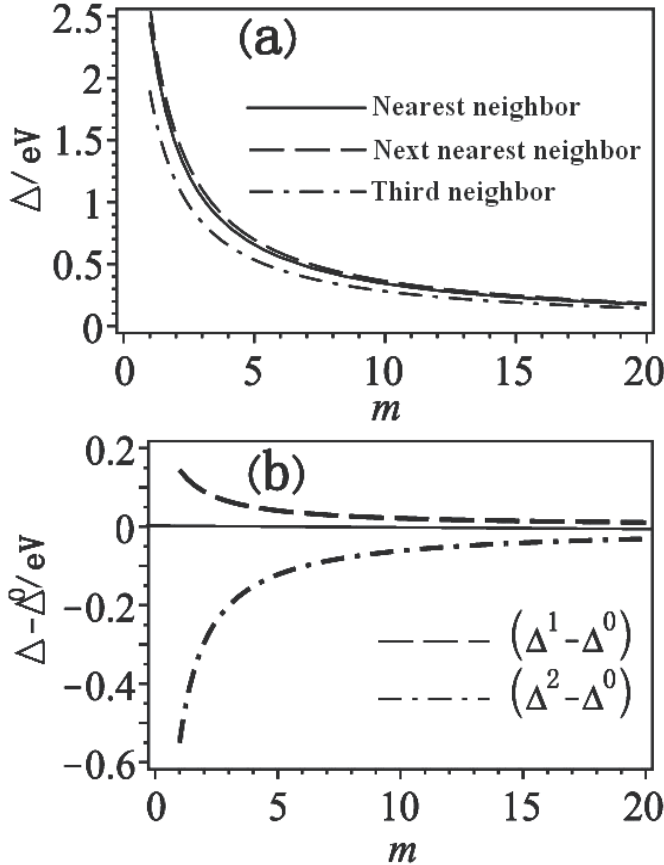 2.5
(a)
2
Nearest neighbor
1.5
Next nearest neighbor
Δ/eV
Third neighbor
1
0.5
0
0 5 10 15 20
m
0.2
(b)
0
Δ-Δ⁰/eV
-0.2
(Δ¹-Δ⁰)
-0.4
(Δ²-Δ⁰)
-0.6
0 5 10 15 20
m